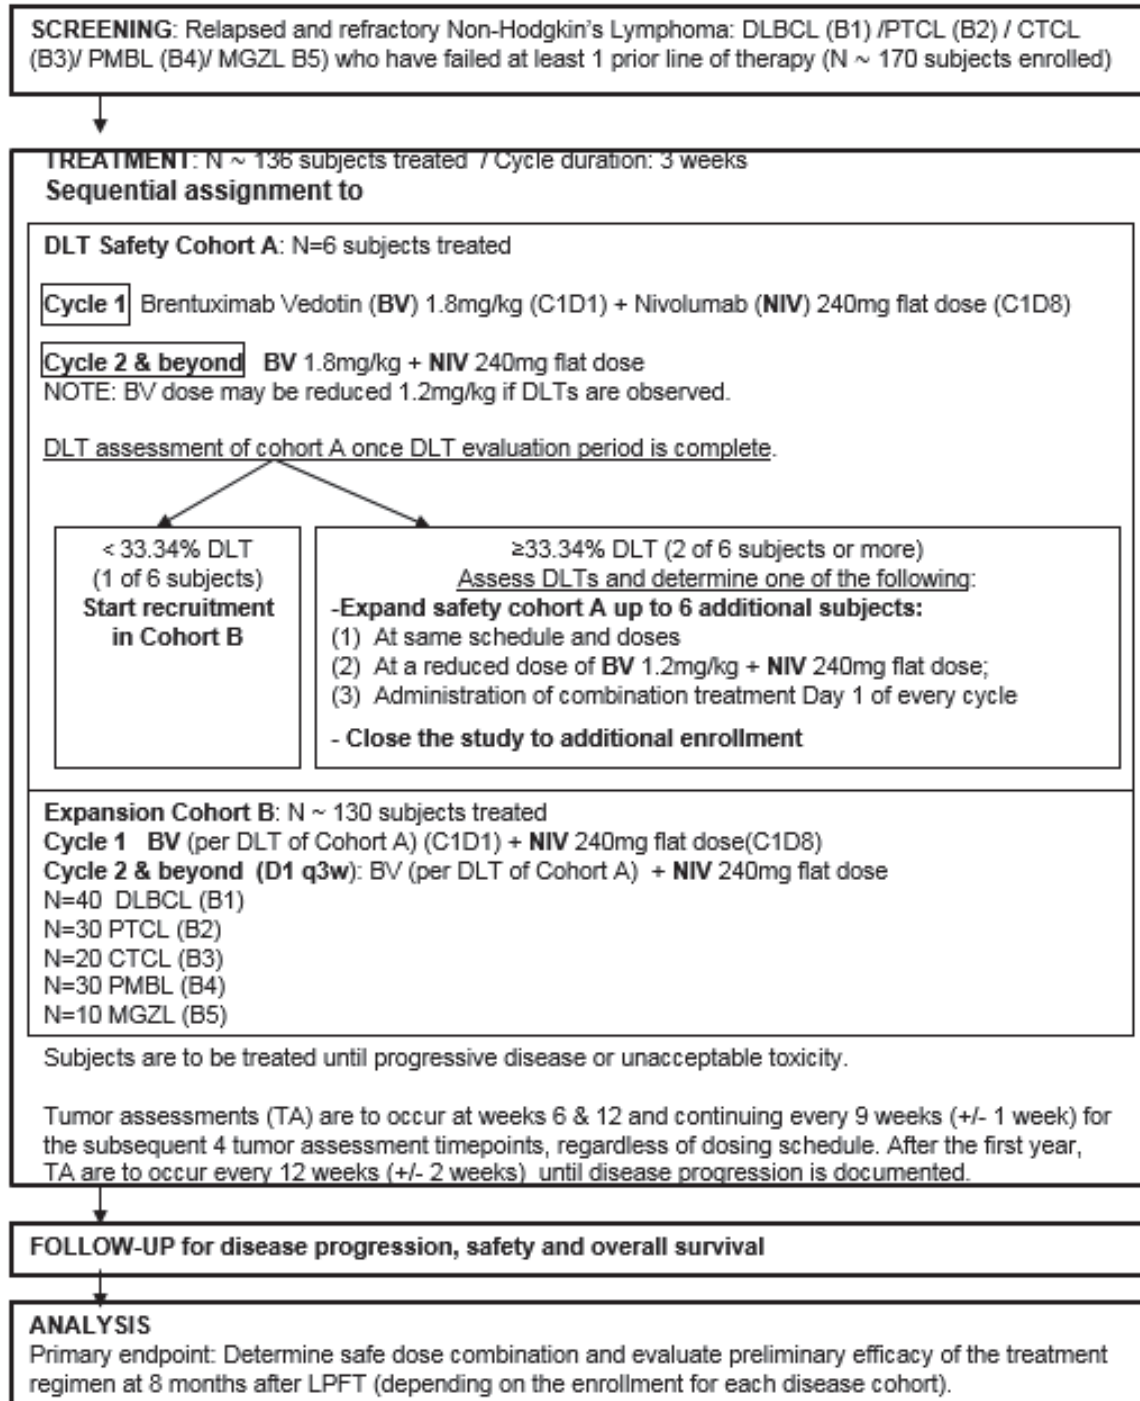 SCREENING: Relapsed and refractory Non-Hodgkin's Lymphoma: DLBCL (B1) /PTCL (B2) / CTCL
(B3)/ PMBL (B4)/ MGZL B5) who have failed at least 1 prior line of therapy (N ~ 170 subjects enrolled)
TREATMENT: N ~ 136 subjects treated / Cycle duration: 3 weeks
Sequential assignment to
DLT Safety Cohort A: N=6 subjects treated
Cycle 1 Brentuximab Vedotin (BV) 1.8mg/kg (C1D1) + Nivolumab (NIV) 240mg flat dose (C1D8)
Cycle 2 & beyond BV 1.8mg/kg + NIV 240mg flat dose
NOTE: BV dose may be reduced 1.2mg/kg if DLTs are observed.
DLT assessment of cohort A once DLT evaluation period is complete.
< 33.34% DLT
(1 of 6 subjects)
Start recruitment
in Cohort B
≥33.34% DLT (2 of 6 subjects or more)
Assess DLTs and determine one of the following:
-Expand safety cohort A up to 6 additional subjects:
(1) At same schedule and doses
(2) At a reduced dose of BV 1.2mg/kg + NIV 240mg flat dose;
(3) Administration of combination treatment Day 1 of every cycle
- Close the study to additional enrollment
Expansion Cohort B: N ~ 130 subjects treated
Cycle 1 BV (per DLT of Cohort A) (C1D1) + NIV 240mg flat dose(C1D8)
Cycle 2 & beyond (D1 q3w): BV (per DLT of Cohort A) + NIV 240mg flat dose
N=40 DLBCL (B1)
N=30 PTCL (B2)
N=20 CTCL (B3)
N=30 PMBL (B4)
N=10 MGZL (B5)
Subjects are to be treated until progressive disease or unacceptable toxicity.
Tumor assessments (TA) are to occur at weeks 6 & 12 and continuing every 9 weeks (+/- 1 week) for
the subsequent 4 tumor assessment timepoints, regardless of dosing schedule. After the first year,
TA are to occur every 12 weeks (+/- 2 weeks) until disease progression is documented.
FOLLOW-UP for disease progression, safety and overall survival
ANALYSIS
Primary endpoint: Determine safe dose combination and evaluate preliminary efficacy of the treatment
regimen at 8 months after LPFT (depending on the enrollment for each disease cohort).